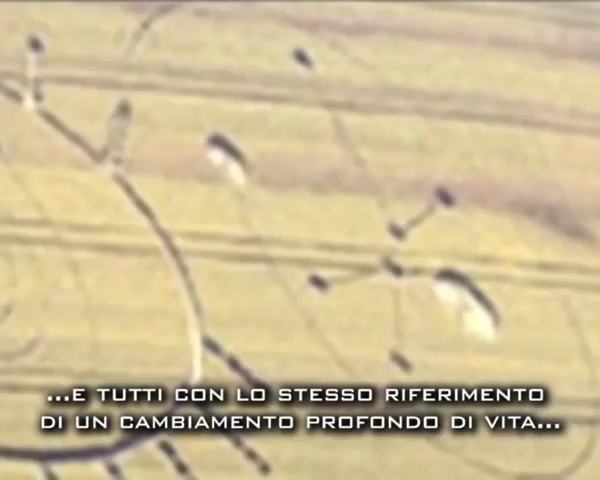 ...E TUTTI CON LO STESSO RIFERIMENTO
DI UN CAMBIAMENTO PROFONDO DI VITA...